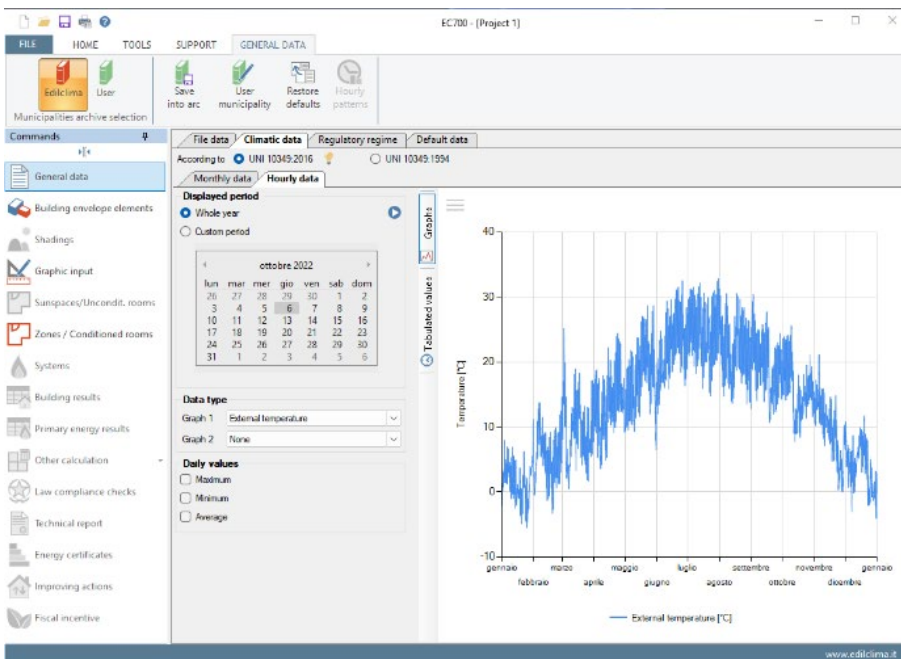 EC700 - [Project 1]
FILE HOME TOOLS SUPPORT GENERAL DATA
Edilclima User Save into arc User municipality Restore defaults Hourly patterns
Municipalities archive selection
Commands
General data
Building envelope elements
Shadings
Graphic input
Sunspaces/Uncondit. rooms
Zones / Conditioned rooms
Systems
Building results
Primary energy results
Other calculation
Law compliance checks
Technical report
Energy certificates
Improving actions
Fiscal incentive
File data Climatic data Regulatory regime Default data
According to UNI 10349:2016 UNI 10349:1994
Monthly data Hourly data
Displayed period
Whole year
Custom period
ottobre 2022
lun mar mer gio ven sab dom
26 27 28 29 30 1 2
3 4 5 6 7 8 9
10 11 12 13 14 15 16
17 18 19 20 21 22 23
24 25 26 27 28 29 30
31 1 2 3 4 5 6
Data type
Graph 1 External temperature
Graph 2 None
Daily values
Maximum
Minimum
Average
Graphs
Tabulated values
Temperature [°C]
40
30
20
10
0
-10
gennaio marzo maggio luglio settembre novembre gennaio
febbraio aprile giugno agosto ottobre dicembre
External temperature [°C]
www.edilclima.it